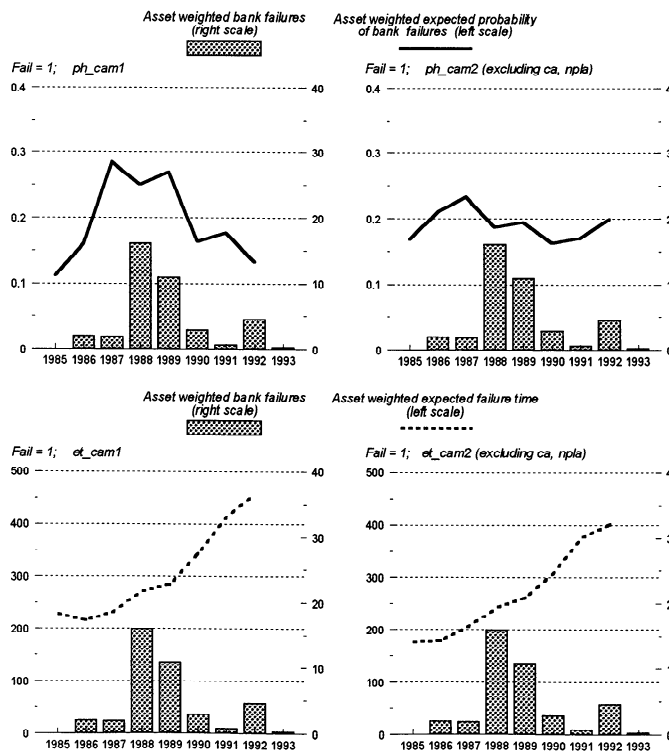 Asset weighted bank failures
(right scale)
Asset weighted expected probability
of bank failures (left scale)
Fail = 1; ph_cam1
Fail = 1; ph_cam2 (excluding ca, npla)
0.4
0.3
0.2
0.1
0
40
30
20
10
0
1985 1986 1987 1988 1989 1990 1991 1992 1993
0.4
0.3
0.2
0.1
0
1985 1986 1987 1988 1989 1990 1991 1992 1993
Asset weighted bank failures
(right scale)
Asset weighted expected failure time
(left scale)
Fail = 1; et_cam1
Fail = 1; et_cam2 (excluding ca, npla)
500
400
300
200
100
0
40
30
20
10
0
1985 1986 1987 1988 1989 1990 1991 1992 1993
500
400
300
200
100
0
1985 1986 1987 1988 1989 1990 1991 1992 1993